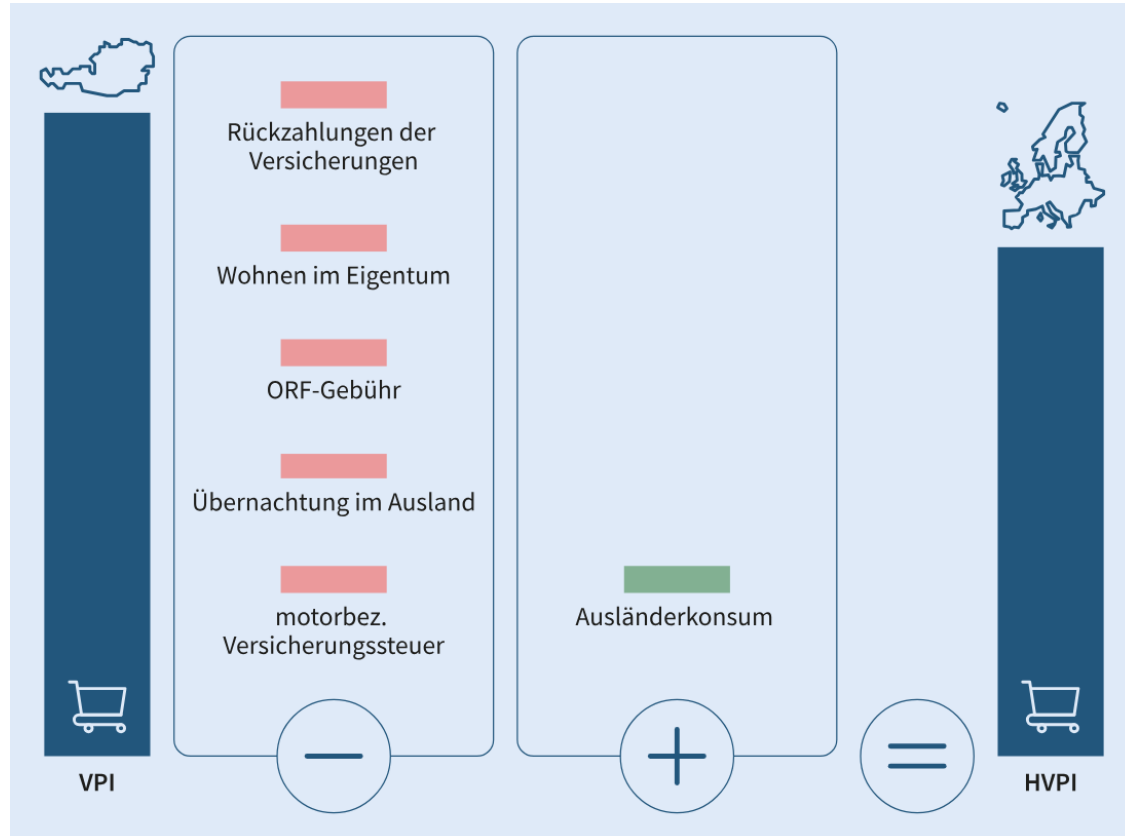 Rückzahlungen der
Versicherungen
Wohnen im Eigentum
ORF-Gebühr
Übernachtung im Ausland
motorbez.
Versicherungssteuer
Ausländerkonsum
VPI
HVPI